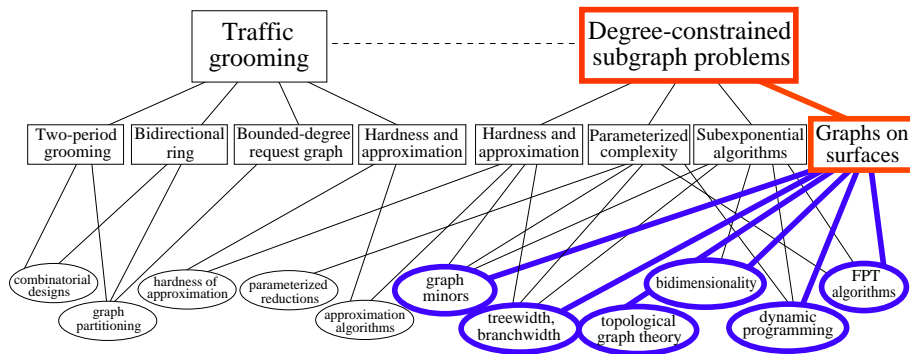 Traffic
grooming
Degree-constrained
subgraph problems
Two-period
grooming
Bidirectional
ring
Bounded-degree
request graph
Hardness and
approximation
Hardness and
approximation
Parameterized
complexity
Subexponential
algorithms
Graphs on
surfaces
combinatorial
designs
graph
partitioning
hardness of
approximation
parameterized
reductions
approximation
algorithms
graph
minors
treewidth,
branchwidth
topological
graph theory
bidimensionality
dynamic
programming
FPT
algorithms